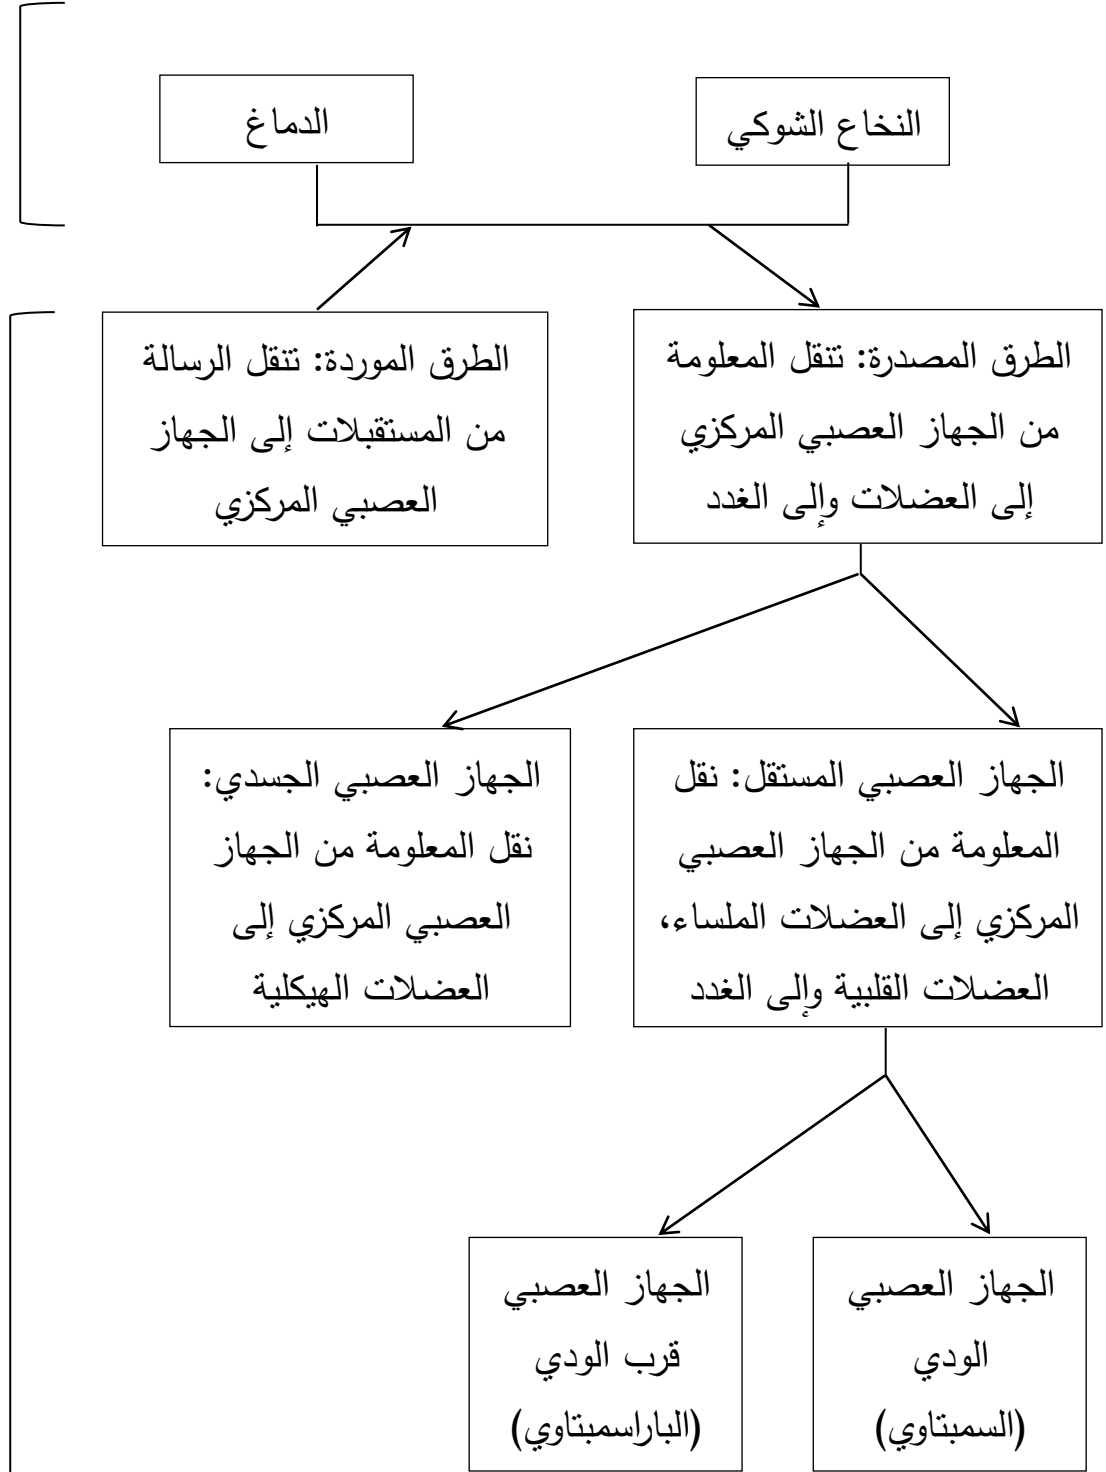 النخاع الشوكي
الدماغ
الطرق المصدرة: تنقل المعلومة
من الجهاز العصبي المركزي
إلى العضلات وإلى الغدد
الطرق الموردة: تنقل الرسالة
من المستقبلات إلى الجهاز
العصبي المركزي
الجهاز العصبي المستقل: نقل
المعلومة من الجهاز العصبي
المركزي إلى العضلات الملساء،
العضلات القلبية وإلى الغدد
الجهاز العصبي الجسدي:
نقل المعلومة من الجهاز
العصبي المركزي إلى
العضلات الهيكلية
الجهاز العصبي
الودي
(السمبتاوي)
الجهاز العصبي
قرب الودي
(الباراسمبتاوي)